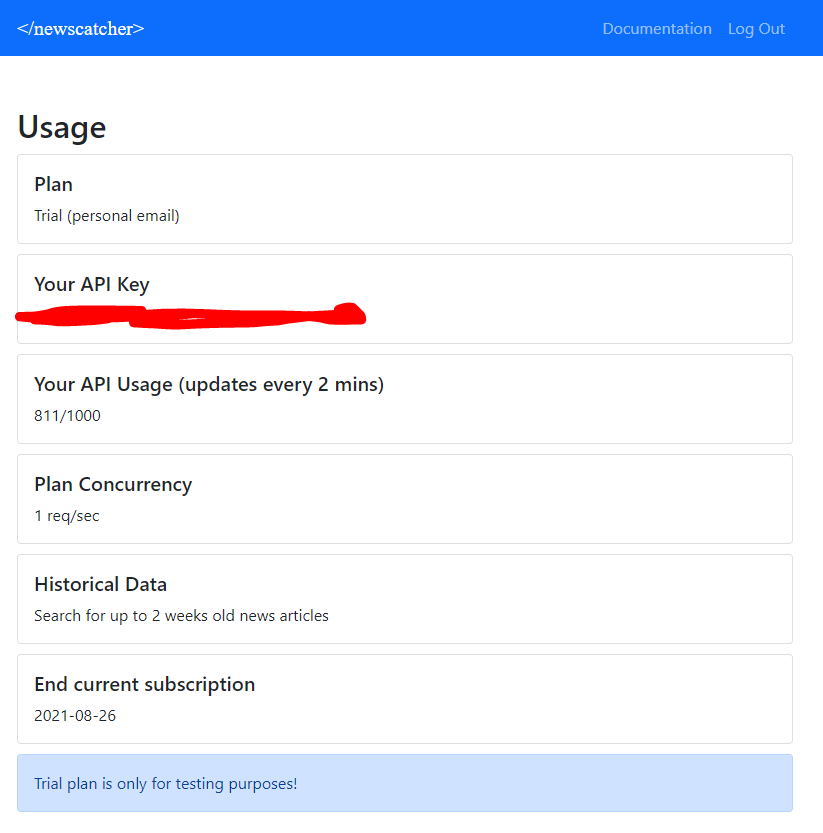 </newscatcher>
Documentation Log Out
Usage
Plan
Trial (personal email)
Your API Key
Your API Usage (updates every 2 mins)
811/1000
Plan Concurrency
1 req/sec
Historical Data
Search for up to 2 weeks old news articles
End current subscription
2021-08-26
Trial plan is only for testing purposes!